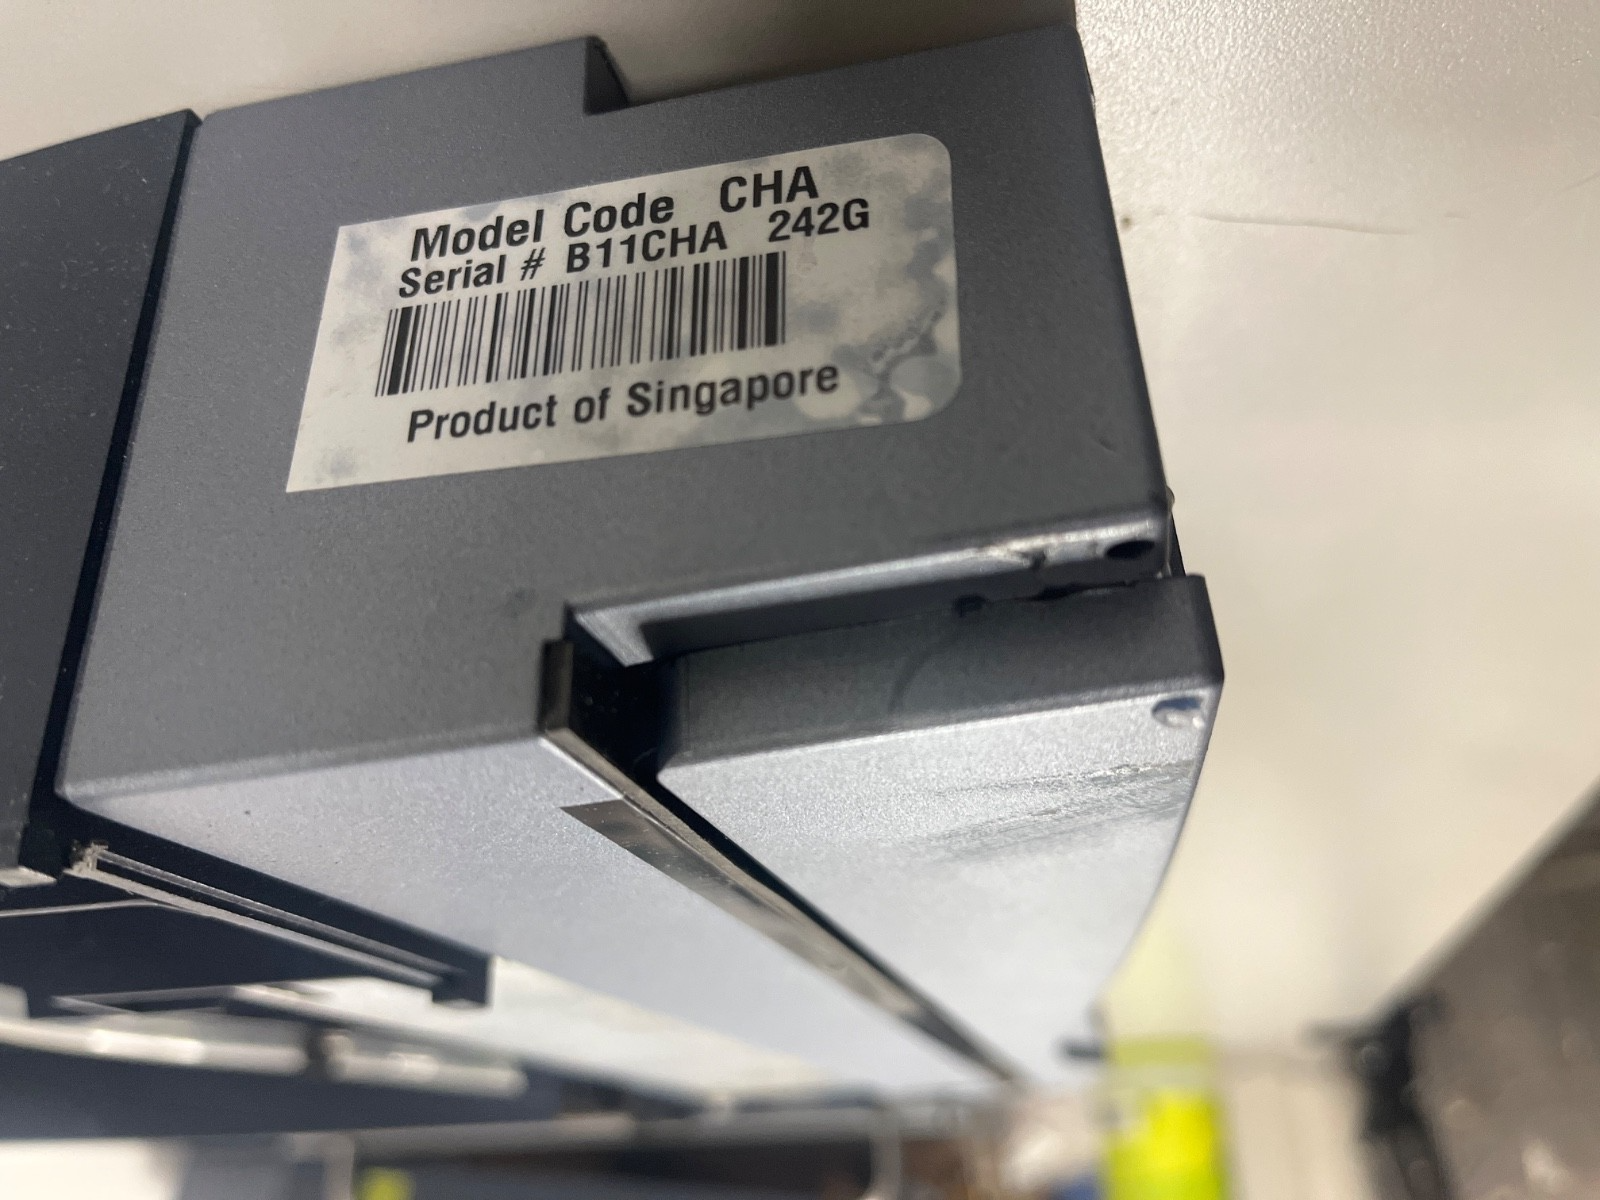 Model Code CHA
Serial # B11CHA 242G
Product of Singapore